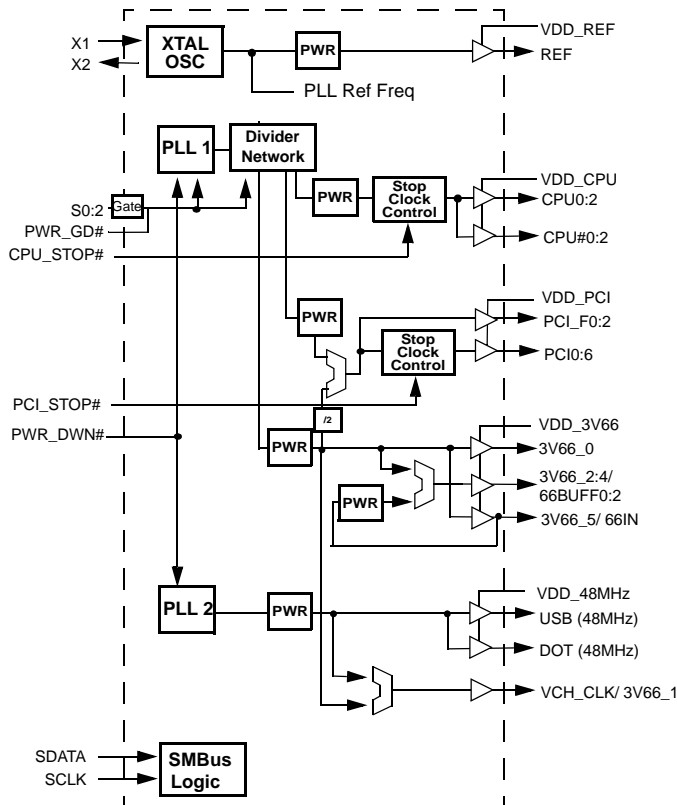 X1
X2
XTAL
OSC
PWR
VDD_REF
REF
PLL Ref Freq
PLL 1
Divider
Network
S0:2
Gate
PWR_GD#
CPU_STOP#
PWR
Stop
Clock
Control
VDD_CPU
CPU0:2
CPU#0:2
PWR
Stop
Clock
Control
VDD_PCI
PCI_F0:2
PCI0:6
PCI_STOP#
/2
PWR_DWN#
PWR
VDD_3V66
3V66_0
PWR
3V66_2:4/
66BUFF0:2
3V66_5/ 66IN
PLL 2
PWR
VDD_48MHz
USB (48MHz)
DOT (48MHz)
VCH_CLK/ 3V66_1
SDATA
SCLK
SMBus
Logic